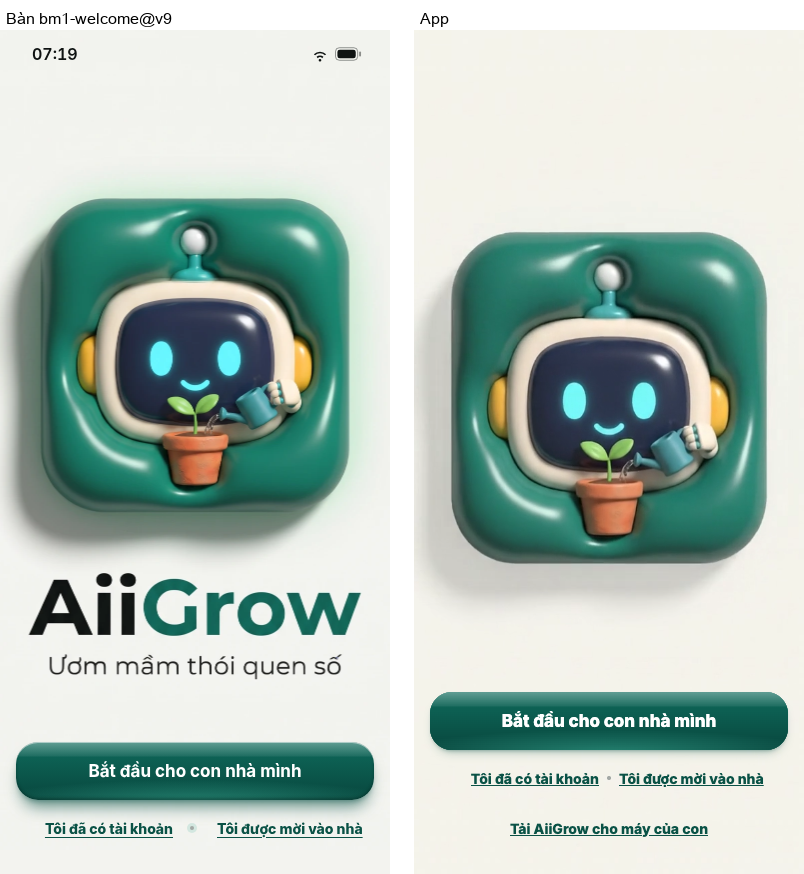 Bản bm1-welcome@v9
App
07:19
AiiGrow
Ươm mầm thói quen số
Bắt đầu cho con nhà mình
Tôi đã có tài khoản
Tôi được mời vào nhà
Bắt đầu cho con nhà mình
Tôi đã có tài khoản • Tôi được mời vào nhà
Tải AiiGrow cho máy của con